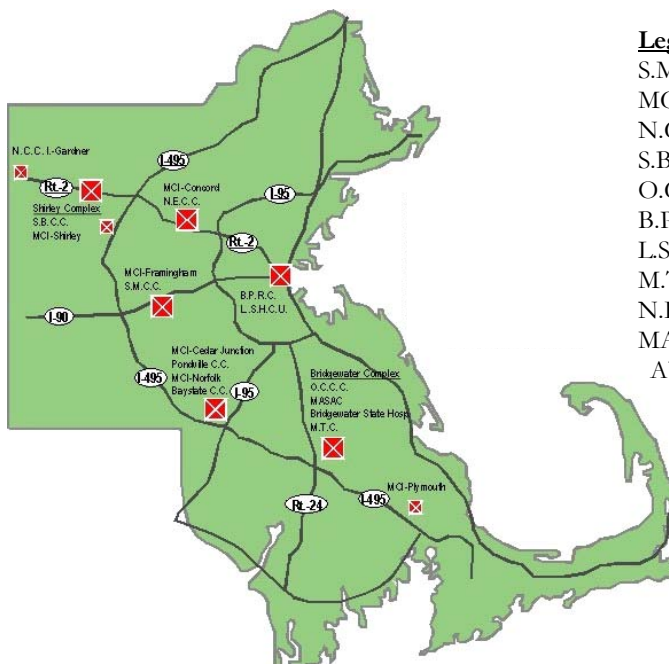 N.C.C.I.-Gardner
Rt.-2
I-495
Shirley Complex
S.B.C.C.
MCI-Shirley
MCI-Concord
N.E.C.C.
I-95
Rt.-2
MCI-Framingham
S.M.C.C.
B.P.R.C.
L.S.H.C.U.
I-90
MCI-Cedar Junction
Pondville C.C.
MCI-Norfolk
Baystate C.C.
I-495
I-95
Bridgewater Complex
O.C.C.C.
MASAC
Bridgewater State Hosp
M.T.C.
MCI-Plymouth
I-495
Rt.-24
Leg
S.M
MC
N.C
S.B
O.C
B.P
L.S
M.T
N.E
MA
A